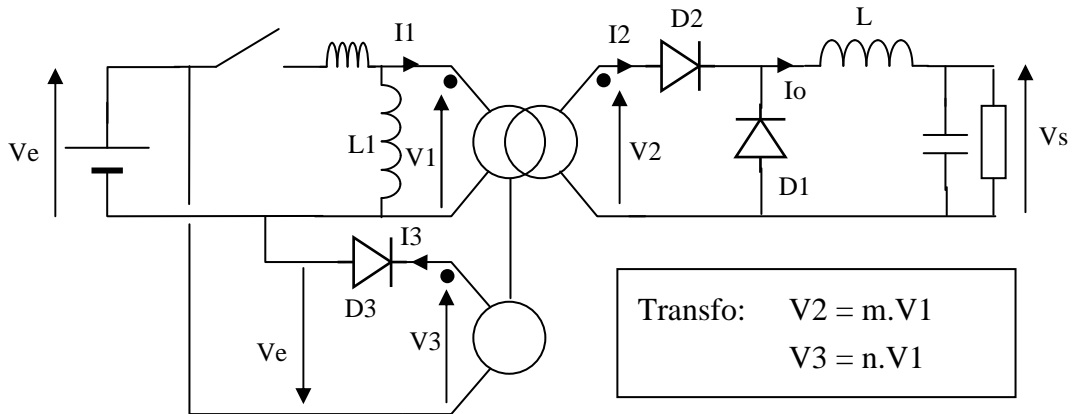 I1
I2
D2
L
Io
Ve
L1
V1
V2
D1
Vs
I3
D3
V3
Ve
Transfo: V2 = m.V1
V3 = n.V1